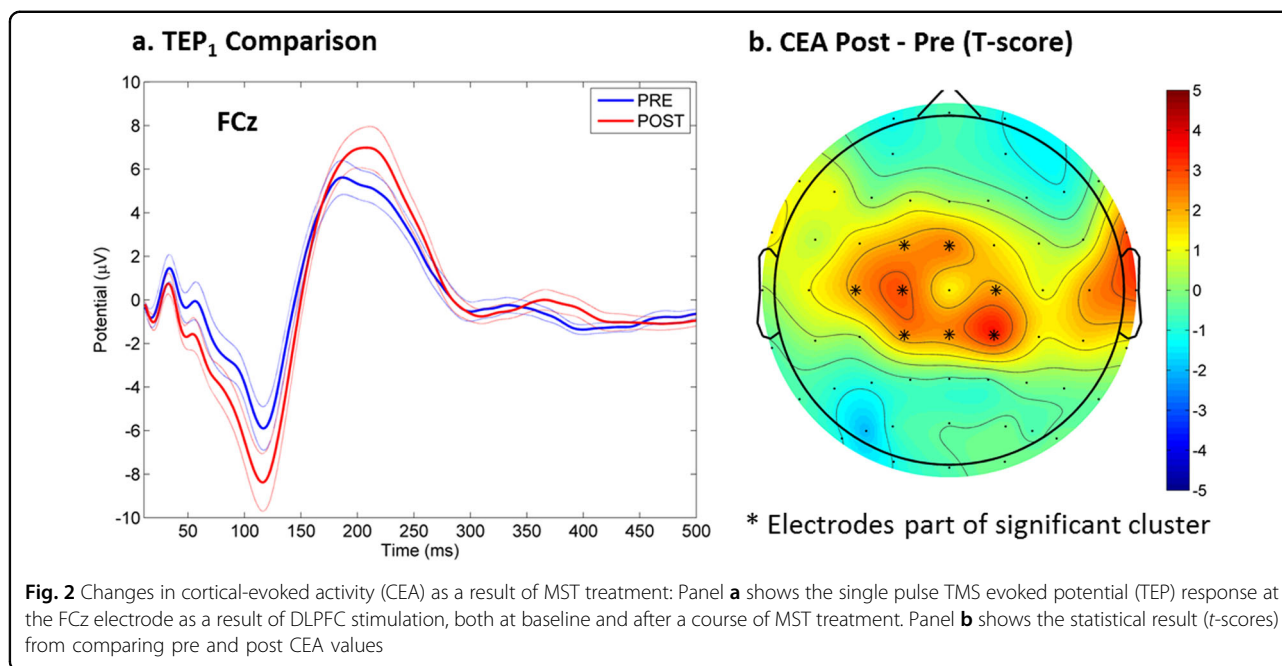 a. TEP₁ Comparison
b. CEA Post - Pre (T-score)
FCz
PRE
POST
10
8
6
4
2
0
-2
-4
-6
-8
-10
Potential (µV)
50
100
150
200
250
300
350
400
450
500
Time (ms)
5
4
3
2
1
0
-1
-2
-3
-4
-5
* Electrodes part of significant cluster
Fig. 2 Changes in cortical-evoked activity (CEA) as a result of MST treatment: Panel a shows the single pulse TMS evoked potential (TEP) response at
the FCz electrode as a result of DLPFC stimulation, both at baseline and after a course of MST treatment. Panel b shows the statistical result (t-scores)
from comparing pre and post CEA values